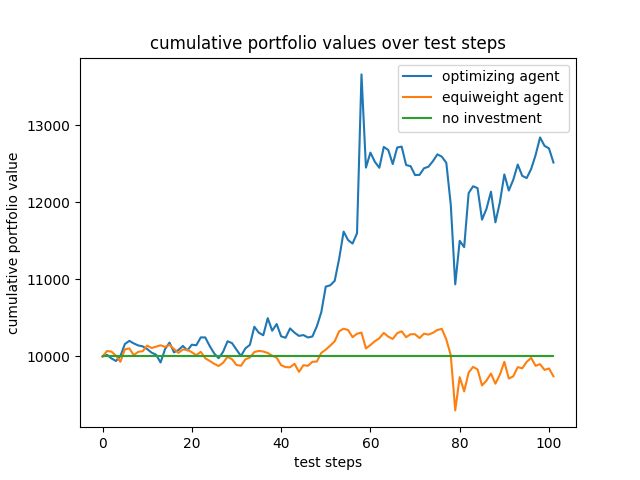 cumulative portfolio values over test steps
optimizing agent
equiweight agent
no investment
13000
12000
11000
10000
cumulative portfolio value
0 20 40 60 80 100
test steps